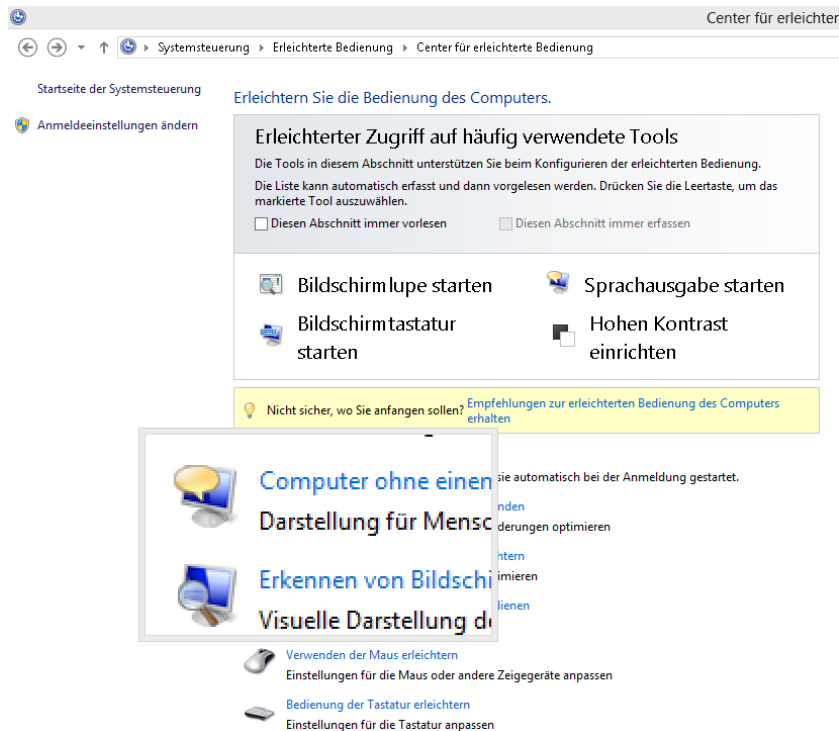 Center für erleichter
Systemsteuerung Erleichterte Bedienung Center für erleichterte Bedienung
Startseite der Systemsteuerung
Anmeldeeinstellungen ändern
Erleichtern Sie die Bedienung des Computers.
Erleichterter Zugriff auf häufig verwendete Tools
Die Tools in diesem Abschnitt unterstützen Sie beim Konfigurieren der erleichterten Bedienung.
Die Liste kann automatisch erfasst und dann vorgelesen werden. Drücken Sie die Leertaste, um das
markierte Tool auszuwählen.
Diesen Abschnitt immer vorlesen Diesen Abschnitt immer erfassen
Bildschirmlupe starten Sprachausgabe starten
Bildschirmtastatur
starten
Hohen Kontrast
einrichten
Nicht sicher, wo Sie anfangen sollen? Empfehlungen zur erleichterten Bedienung des Computers
erhalten
Computer ohne einen
Darstellung für Mensc
Erkennen von Bildschi
Visuelle Darstellung de
sie automatisch bei der Anmeldung gestartet.
nden
derungen optimieren
htern
imieren
dienen
Verwenden der Maus erleichtern
Einstellungen für die Maus oder andere Zeigegeräte anpassen
Bedienung der Tastatur erleichtern
Einstellungen für die Tastatur anpassen